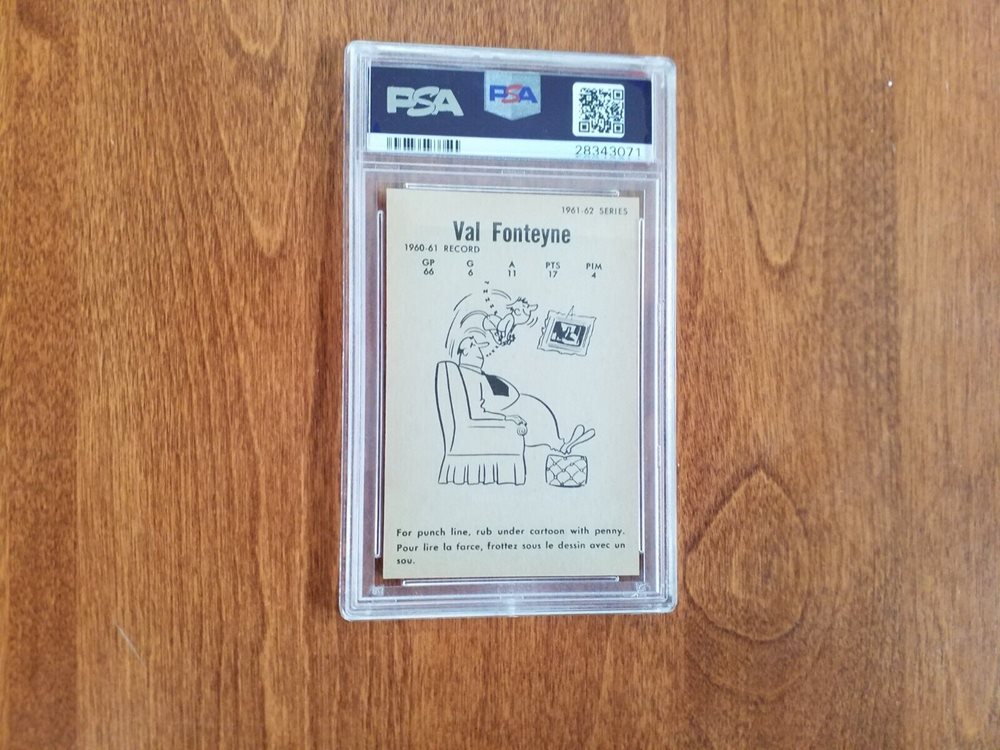 PSA
PSA
28343071
1961-62 SERIES
Val Fonteyne
1960-61 RECORD
GP G A PTS PIM
66 6 11 17 4
For punch line, rub under cartoon with penny.
Pour lire la farce, frottez sous le dessin avec un
sou.